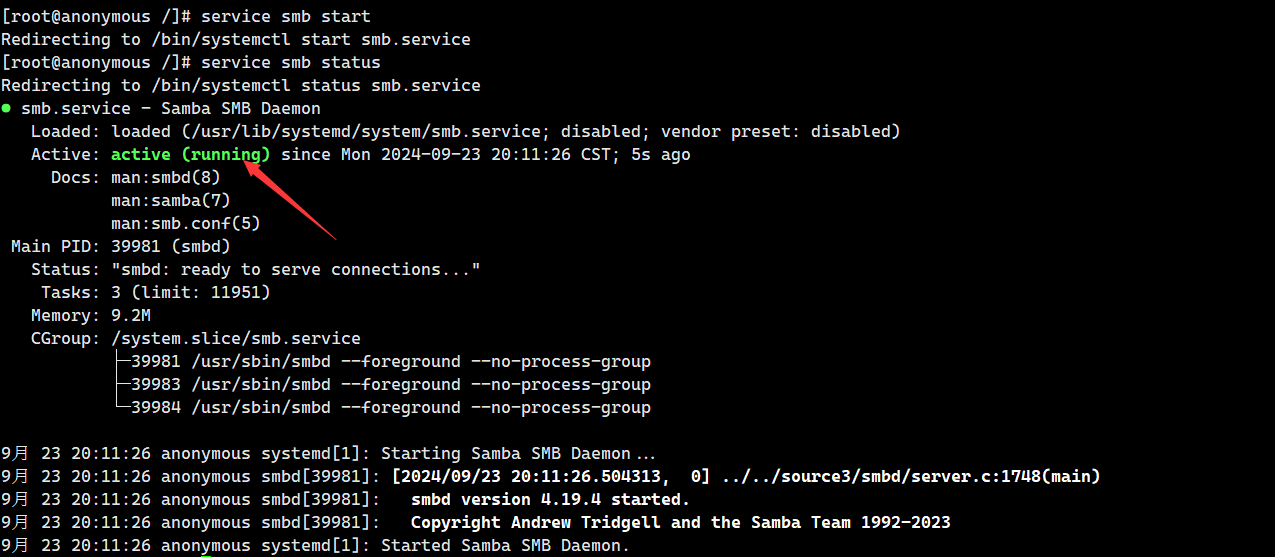 [root@anonymous /]# service smb start
Redirecting to /bin/systemctl start smb.service
[root@anonymous /]# service smb status
Redirecting to /bin/systemctl status smb.service
● smb.service - Samba SMB Daemon
   Loaded: loaded (/usr/lib/systemd/system/smb.service; disabled; vendor preset: disabled)
   Active: active (running) since Mon 2024-09-23 20:11:26 CST; 5s ago
     Docs: man:smbd(8)
           man:samba(7)
           man:smb.conf(5)
 Main PID: 39981 (smbd)
   Status: "smbd: ready to serve connections..."
    Tasks: 3 (limit: 11951)
   Memory: 9.2M
   CGroup: /system.slice/smb.service
           ├─39981 /usr/sbin/smbd --foreground --no-process-group
           ├─39983 /usr/sbin/smbd --foreground --no-process-group
           └─39984 /usr/sbin/smbd --foreground --no-process-group

9月 23 20:11:26 anonymous systemd[1]: Starting Samba SMB Daemon...
9月 23 20:11:26 anonymous smbd[39981]: [2024/09/23 20:11:26.504313,  0] ../../source3/smbd/server.c:1748(main)
9月 23 20:11:26 anonymous smbd[39981]:   smbd version 4.19.4 started.
9月 23 20:11:26 anonymous smbd[39981]:   Copyright Andrew Tridgell and the Samba Team 1992-2023
9月 23 20:11:26 anonymous systemd[1]: Started Samba SMB Daemon.